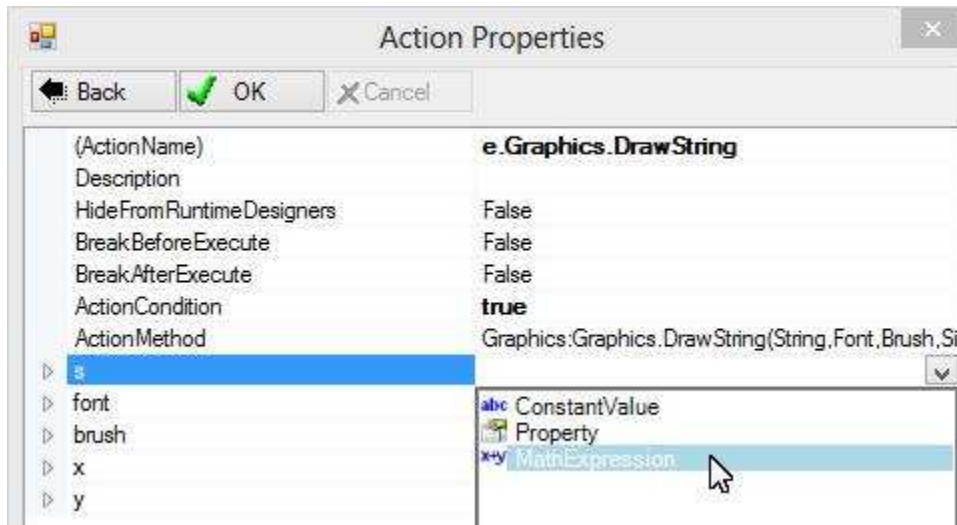 Action Properties
Back OK Cancel
(ActionName) e.Graphics.DrawString
Description
HideFromRuntimeDesigners False
BreakBeforeExecute False
BreakAfterExecute False
ActionCondition true
ActionMethod Graphics:Graphics.DrawString(String,Font,Brush,Si
s
font abc ConstantValue
brush Property
x x+y MathExpression
y